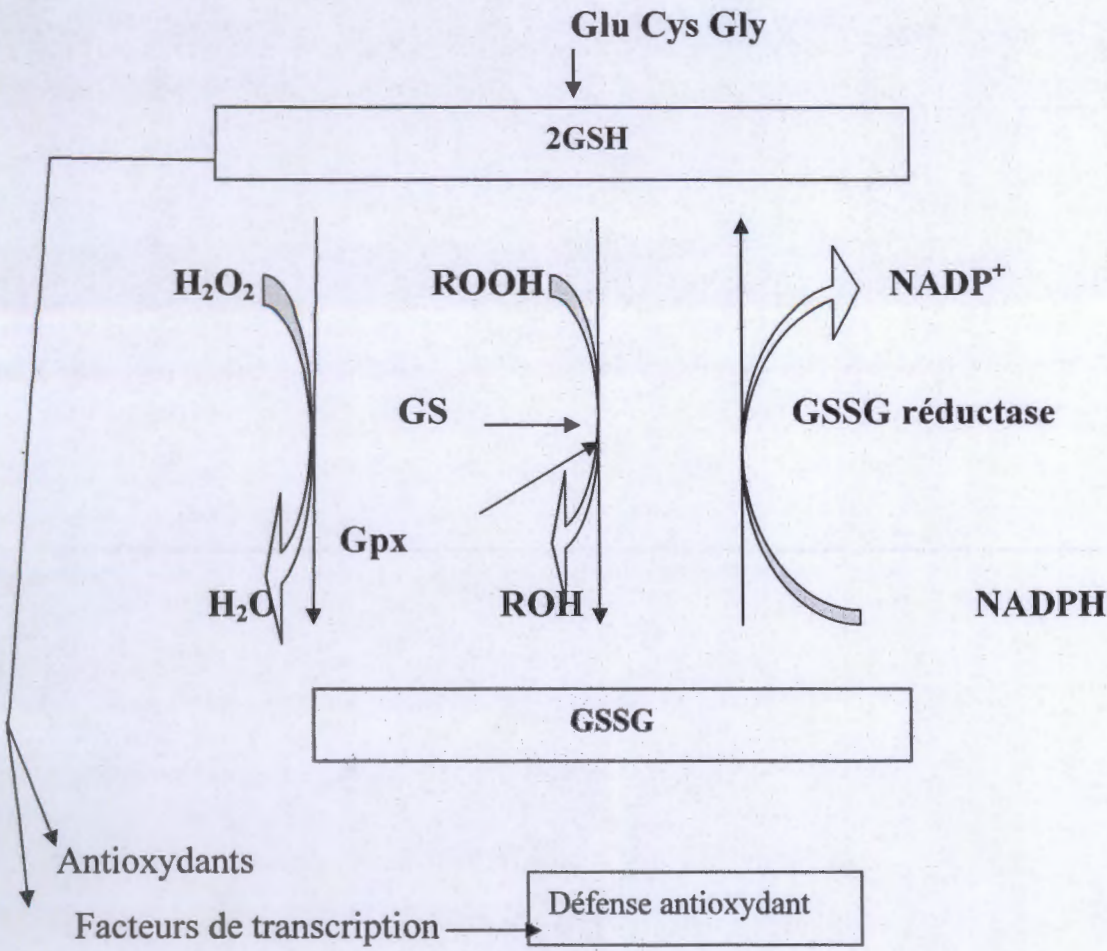 Glu Cys Gly
2GSH
H₂O₂ ROOH NADP⁺
GS GSSG réductase
Gpx
H₂O ROH NADPH
GSSG
Antioxydants
Défense antioxydant
Facteurs de transcription